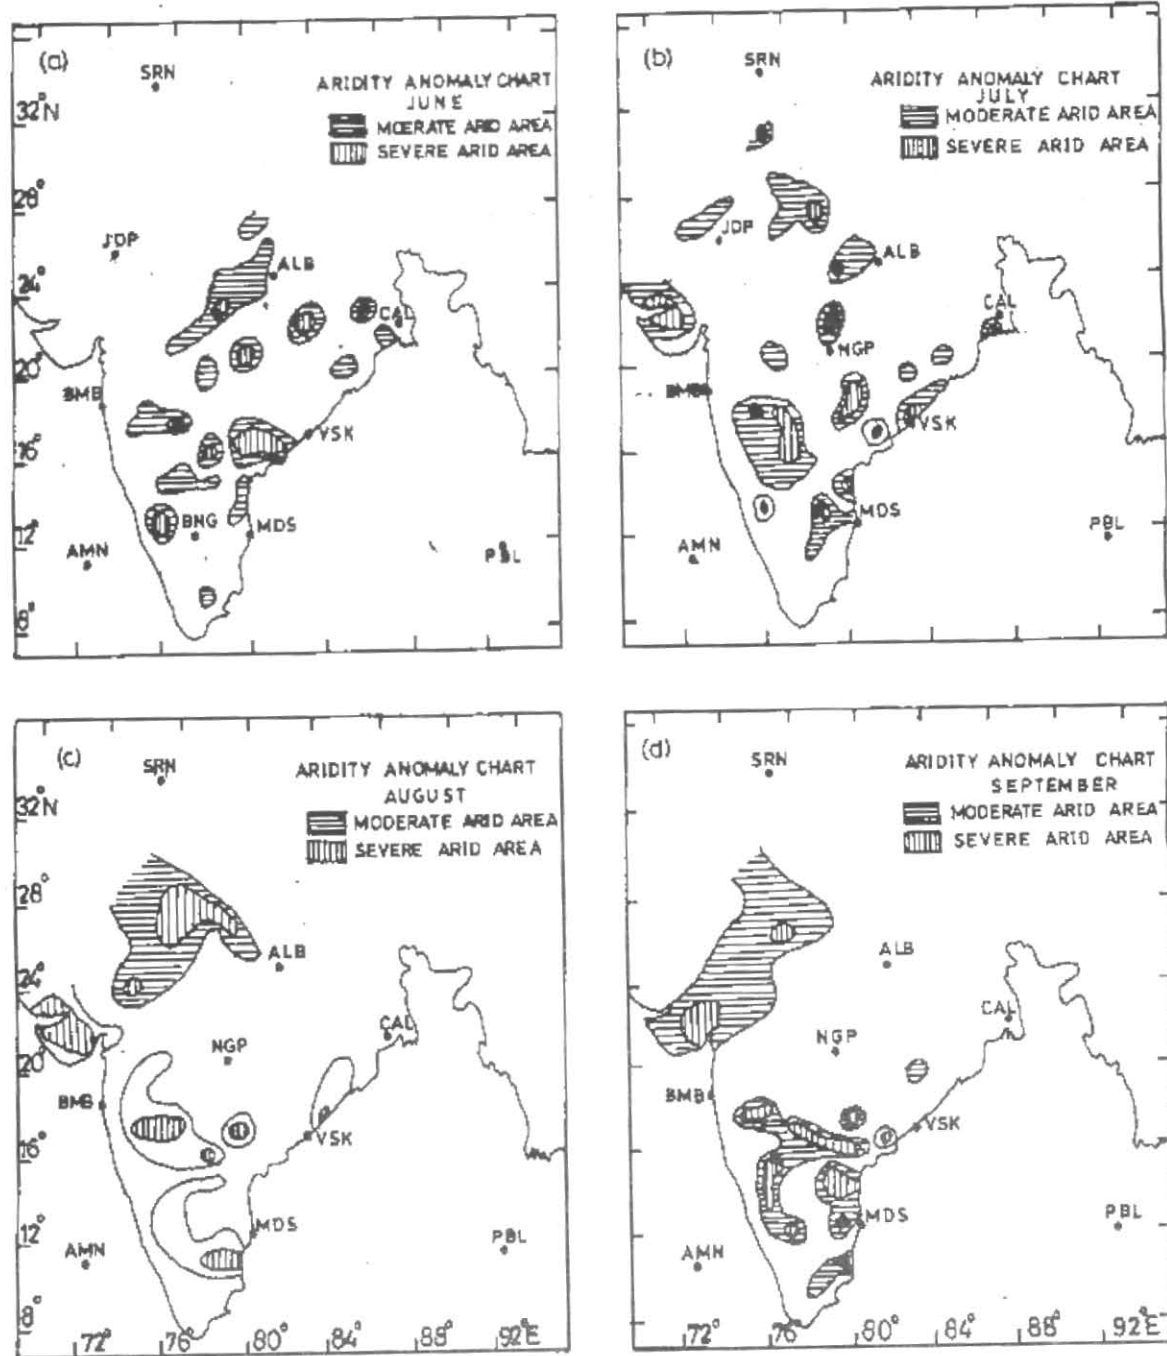 (a)
SRN
ARIDITY ANOMALY CHART
JUNE
MODERATE ARID AREA
SEVERE ARID AREA
32°N
28°
JDP
ALB
24°
CAL
20°
BMB
VSK
16°
BNG
MDS
12°
AMN
PBL
8°
(b)
SRN
ARIDITY ANOMALY CHART
JULY
MODERATE ARID AREA
SEVERE ARID AREA
JDP
ALB
CAL
NGP
BMB
VSK
MDS
AMN
PBL
(c)
SRN
ARIDITY ANOMALY CHART
AUGUST
MODERATE ARID AREA
SEVERE ARID AREA
32°N
28°
ALB
24°
CAL
NGP
20°
BMB
VSK
16°
MDS
12°
PBL
AMN
8°
72° 76° 80° 84° 88° 92°E
(d)
SRN
ARIDITY ANOMALY CHART
SEPTEMBER
MODERATE ARID AREA
SEVERE ARID AREA
ALB
CAL
NGP
BMB
VSK
MDS
PBL
AMN
72° 76° 80° 84° 88° 92°E